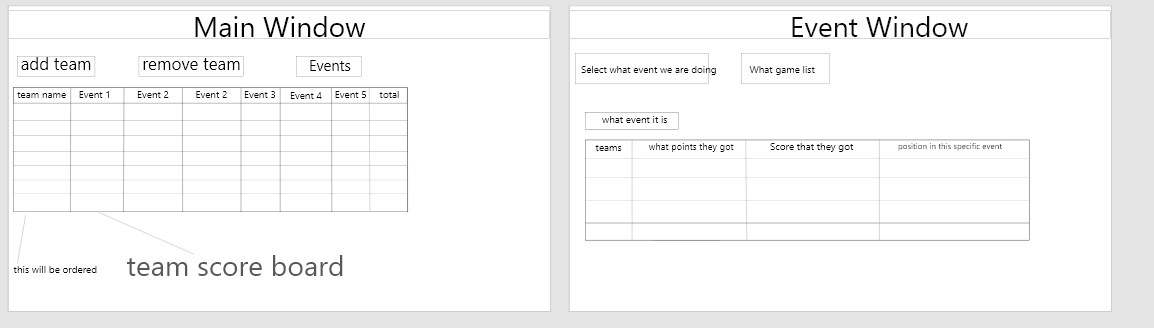 Main Window
add team remove team Events
team name Event 1 Event 2 Event 2 Event 3 Event 4 Event 5 total
this will be ordered
team score board
Event Window
Select what event we are doing What game list
what event it is
teams what points they got Score that they got position in this specific event